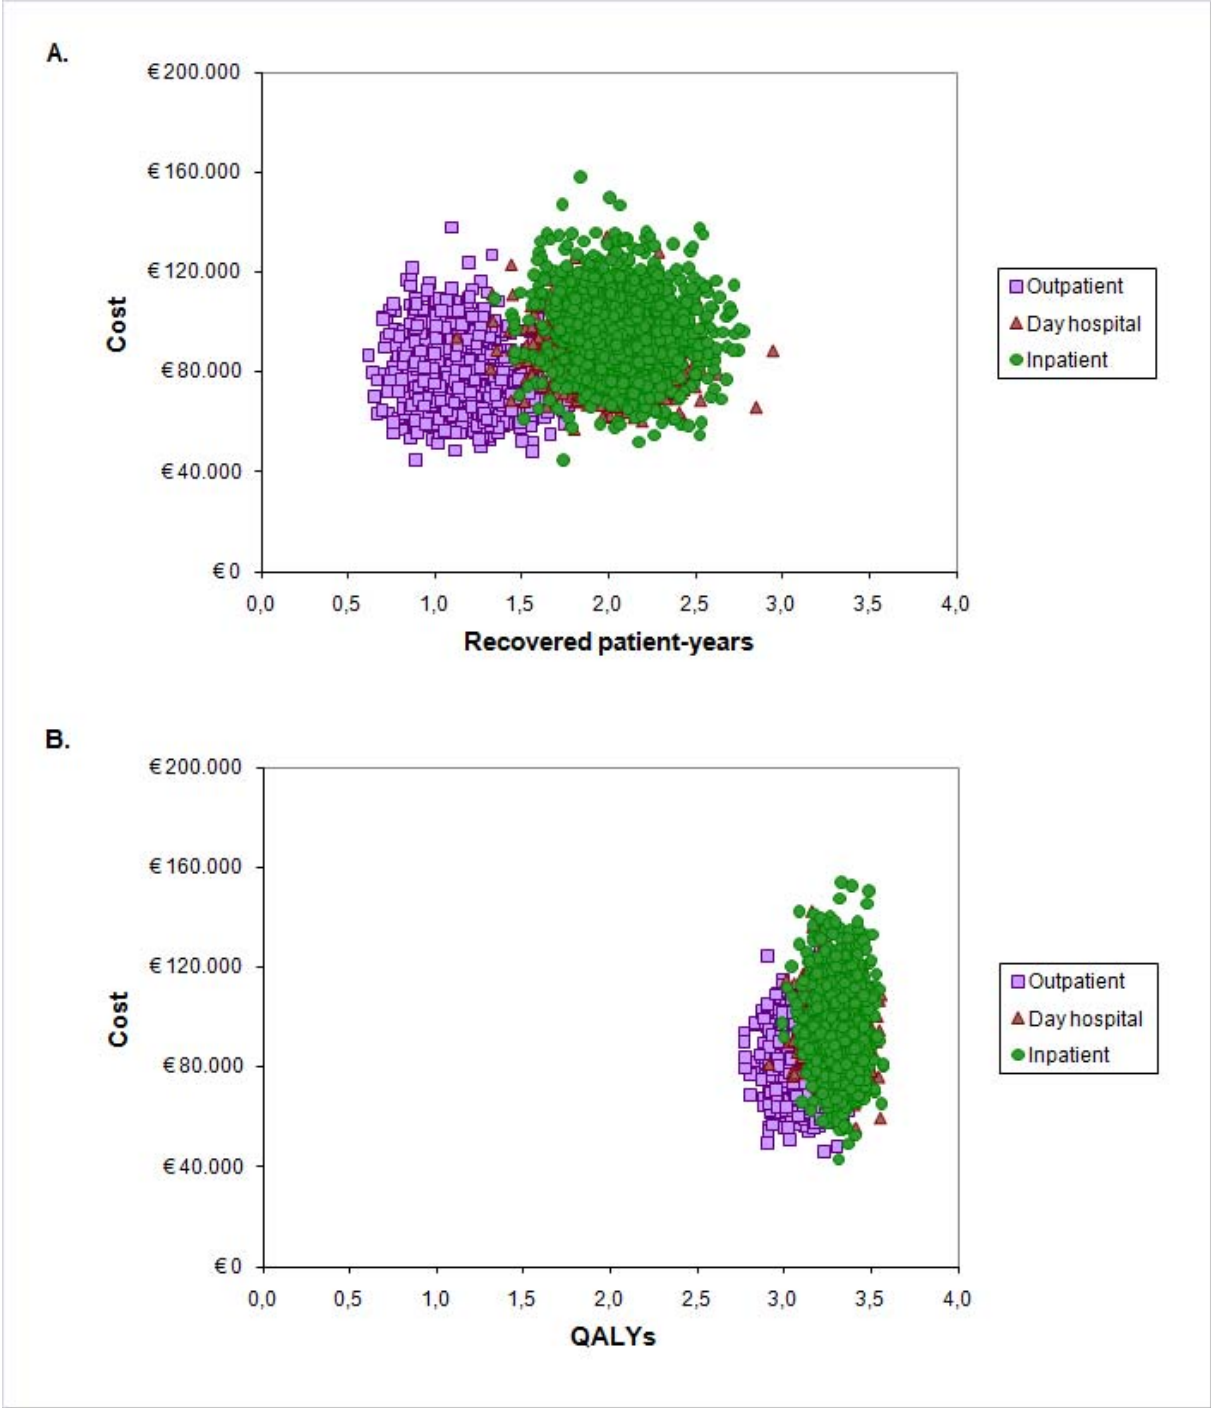 A.
€ 200.000
€ 160.000
€ 120.000
€ 80.000
€ 40.000
€ 0
Cost
0,0 0,5 1,0 1,5 2,0 2,5 3,0 3,5 4,0
Recovered patient-years
Outpatient
Day hospital
Inpatient
B.
€ 200.000
€ 160.000
€ 120.000
€ 80.000
€ 40.000
€ 0
Cost
0,0 0,5 1,0 1,5 2,0 2,5 3,0 3,5 4,0
QALYs
Outpatient
Day hospital
Inpatient